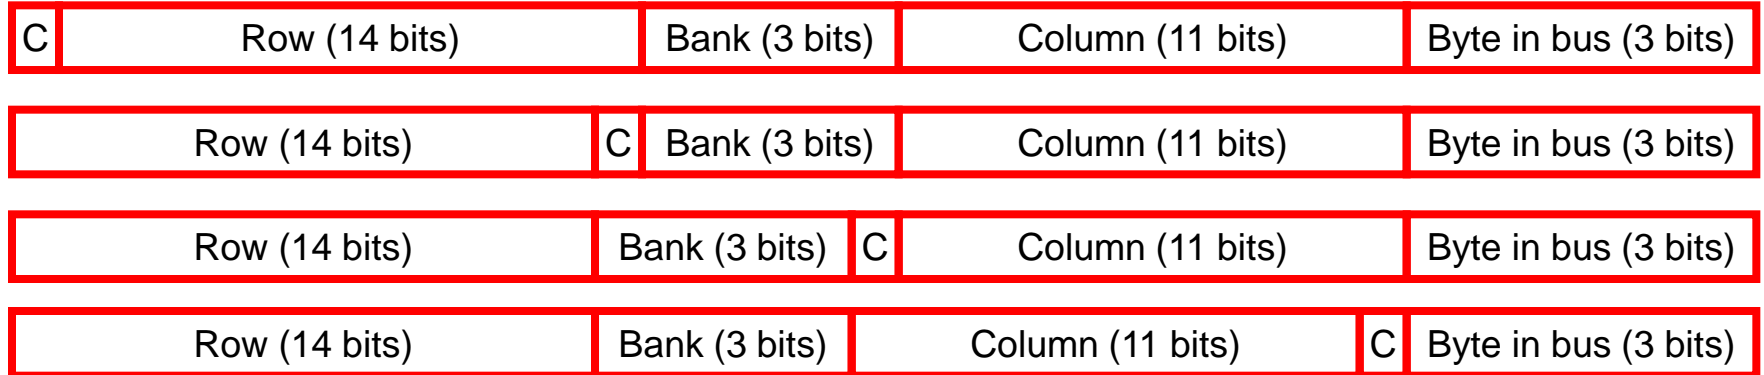 C Row (14 bits) Bank (3 bits) Column (11 bits) Byte in bus (3 bits)
Row (14 bits) C Bank (3 bits) Column (11 bits) Byte in bus (3 bits)
Row (14 bits) Bank (3 bits) C Column (11 bits) Byte in bus (3 bits)
Row (14 bits) Bank (3 bits) Column (11 bits) C Byte in bus (3 bits)